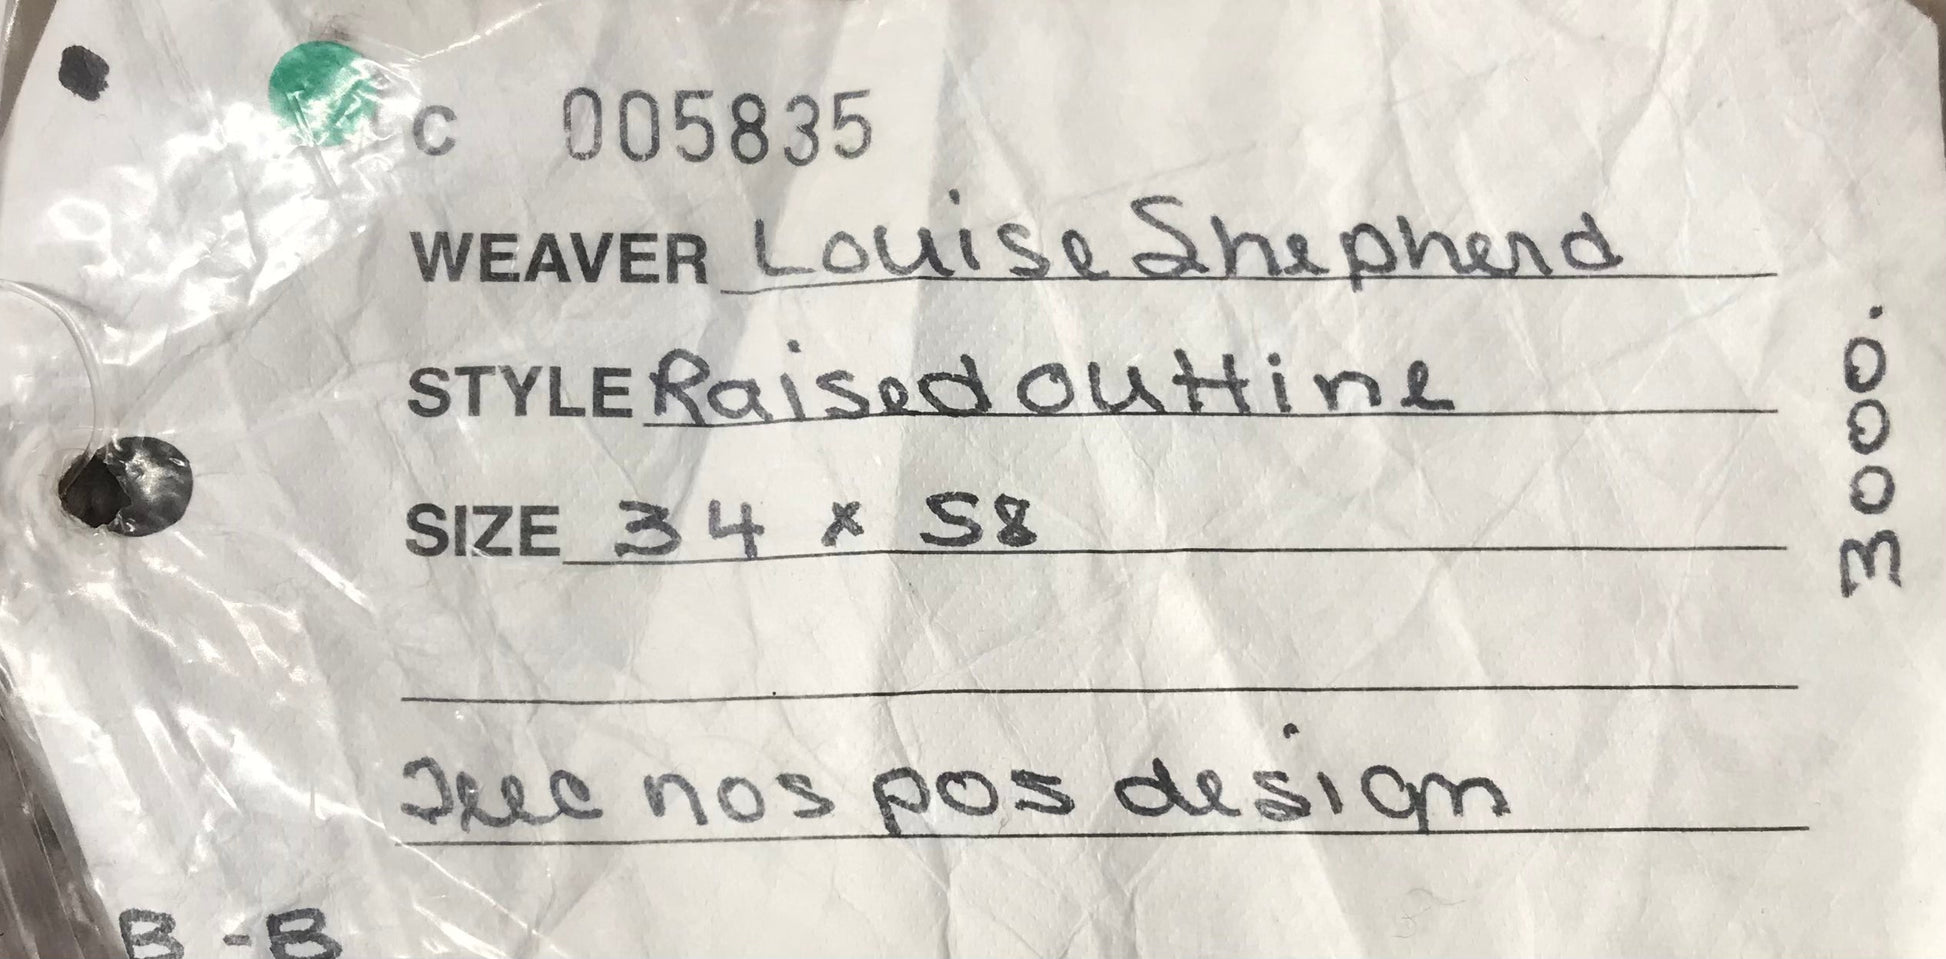 C 005835
WEAVER Louise Shepherd
STYLE Raised outline
SIZE 34 x 58
Teec nos pos design
B - B
3000.